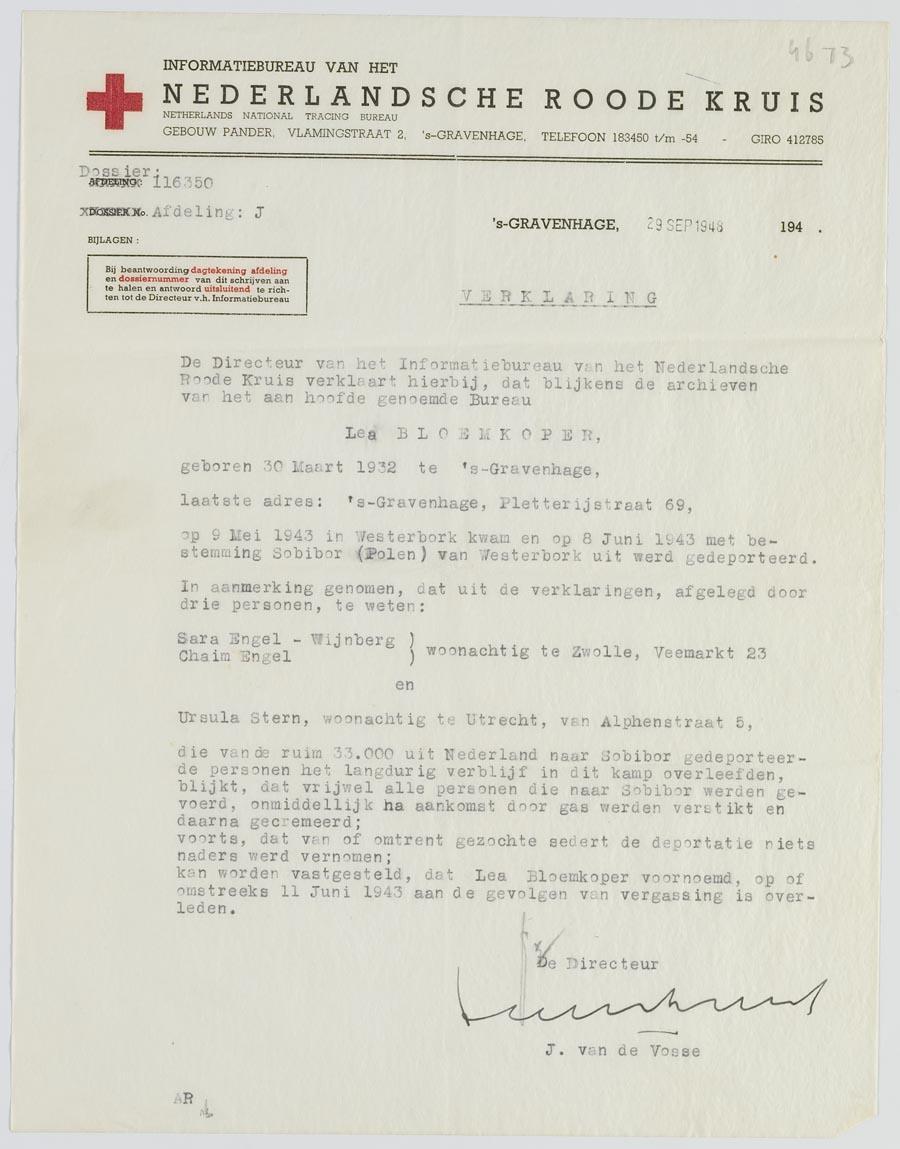 4673
INFORMATIEBUREAU VAN HET
NEDERLANDSCHE ROODE KRUIS
NETHERLANDS NATIONAL TRACING BUREAU
GEBOUW PANDER, VLAMINGSTRAAT 2, 's-GRAVENHAGE, TELEFOON 183450 t/m -54 - GIRO 412785
Dossier:
AFDELING: 116350
DOSSIER No. Afdeling: J
's-GRAVENHAGE, 29 SEP 1948 194 .
BIJLAGEN :
Bij beantwoording dagtekening afdeling
en dossiernummer van dit schrijven aan
te halen en antwoord uitsluitend te rich-
ten tot de Directeur v.h. Informatiebureau
VERKLARING
De Directeur van het Informatiebureau van het Nederlandsche
Roode Kruis verklaart hierbij, dat blijkens de archieven
van het aan hoofde genoemde Bureau
Lea BLOEMKOPER,
geboren 30 Maart 1932 te 's-Gravenhage,
laatste adres: 's-Gravenhage, Pletterijstraat 69,
op 9 Mei 1943 in Westerbork kwam en op 8 Juni 1943 met be-
stemming Sobibor (Polen) van Westerbork uit werd gedeporteerd.
In aanmerking genomen, dat uit de verklaringen, afgelegd door
drie personen, te weten:
Sara Engel - Wijnberg )
Chaim Engel ) woonachtig te Zwolle, Veemarkt 23
en
Ursula Stern, woonachtig te Utrecht, van Alphenstraat 5,
die van de ruim 33.000 uit Nederland naar Sobibor gedeporteer-
de personen het langdurig verblijf in dit kamp overleefden,
blijkt, dat vrijwel alle personen die naar Sobibor werden ge-
voerd, onmiddellijk ha aankomst door gas werden verstikt en
daarna gecremeerd;
voorts, dat van of omtrent gezochte sedert de deportatie niets
naders werd vernomen;
kan worden vastgesteld, dat Lea Bloemkoper voornoemd, op of
omstreeks 11 Juni 1943 aan de gevolgen van vergassing is over-
leden.
De Directeur
J. van de Vosse
AR